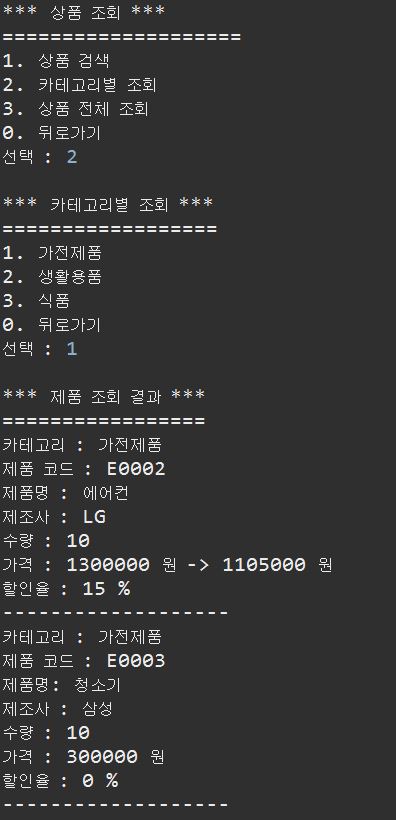 *** 상품 조회 ***
====================
1. 상품 검색
2. 카테고리별 조회
3. 상품 전체 조회
0. 뒤로가기
선택 : 2
*** 카테고리별 조회 ***
==================
1. 가전제품
2. 생활용품
3. 식품
0. 뒤로가기
선택 : 1
*** 제품 조회 결과 ***
=================
카테고리 : 가전제품
제품 코드 : E0002
제품명 : 에어컨
제조사 : LG
수량 : 10
가격 : 1300000 원 -> 1105000 원
할인율 : 15 %
-------------------
카테고리 : 가전제품
제품 코드 : E0003
제품명: 청소기
제조사 : 삼성
수량 : 10
가격 : 300000 원
할인율 : 0 %
-------------------